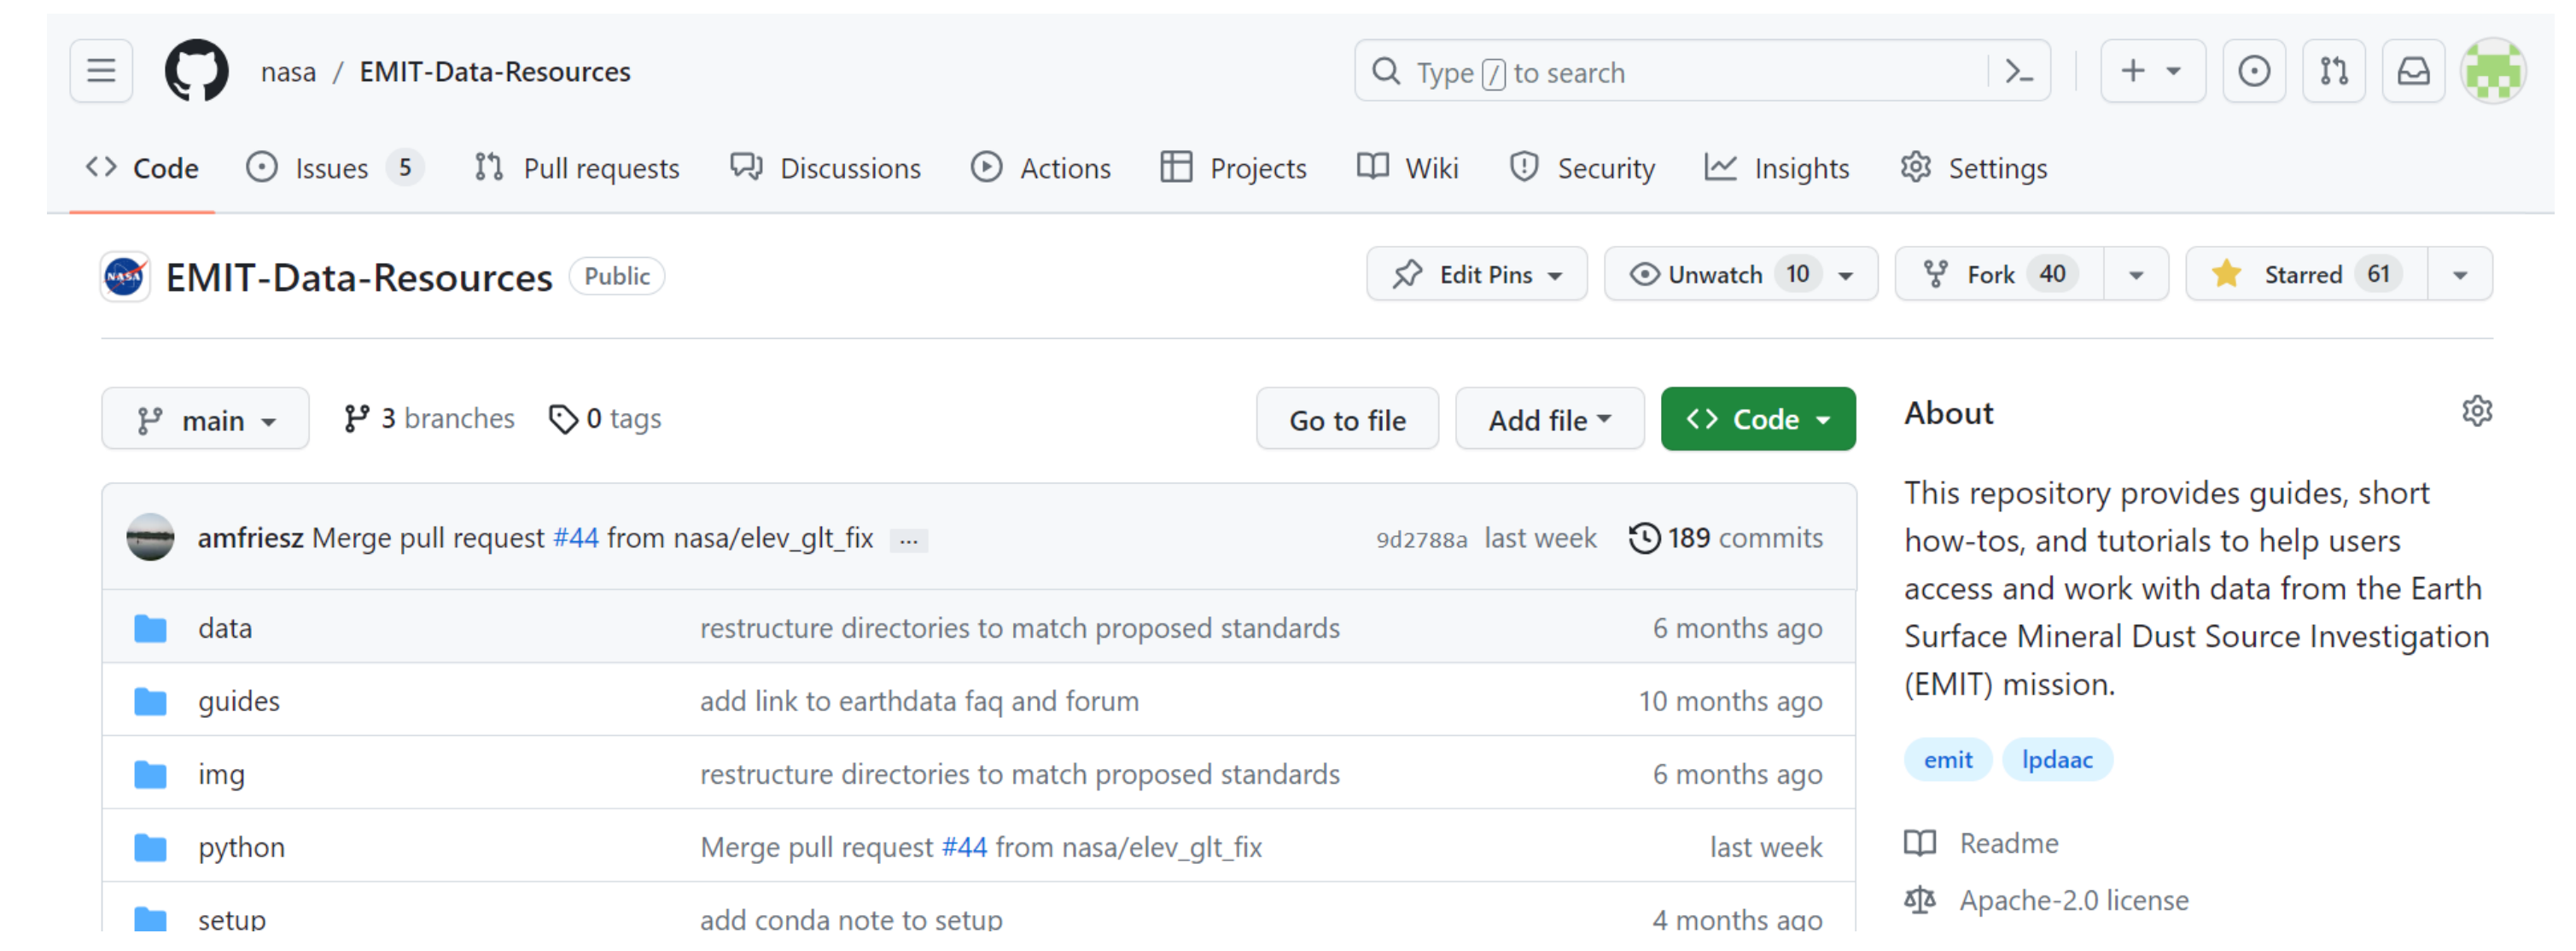 nasa / EMIT-Data-Resources
Type / to search
Code Issues 5 Pull requests Discussions Actions Projects Wiki Security Insights Settings
NASA EMIT-Data-Resources Public
Edit Pins Unwatch 10 Fork 40 Starred 61
main 3 branches 0 tags Go to file Add file Code
amfriesz Merge pull request #44 from nasa/elev_glt_fix ... 9d2788a last week 189 commits
data restructure directories to match proposed standards 6 months ago
guides add link to earthdata faq and forum 10 months ago
img restructure directories to match proposed standards 6 months ago
python Merge pull request #44 from nasa/elev_glt_fix last week
setup add conda note to setup 4 months ago
About
This repository provides guides, short
how-tos, and tutorials to help users
access and work with data from the Earth
Surface Mineral Dust Source Investigation
(EMIT) mission.
emit lpdaac
Readme
Apache-2.0 license